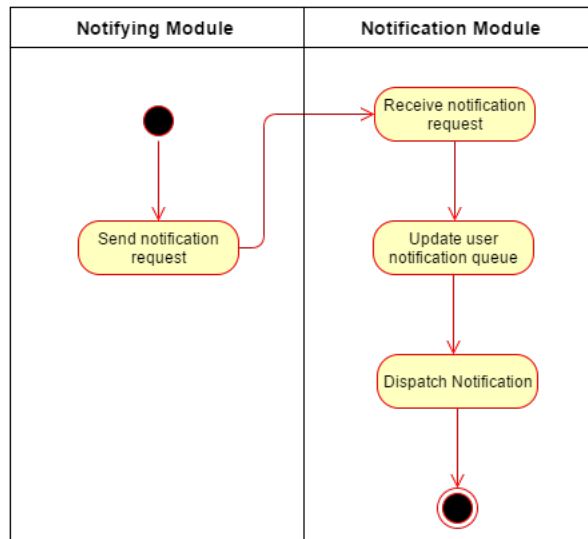 Notifying Module
Notification Module
Receive notification
request
Send notification
request
Update user
notification queue
Dispatch Notification